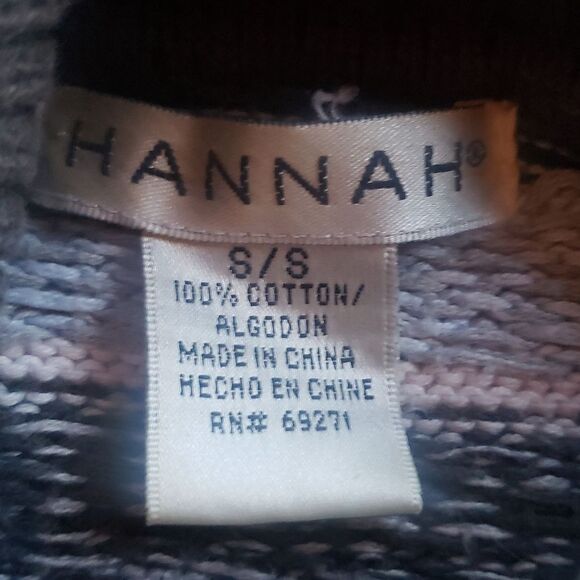 HANNAH®
S/S
100% COTTON/
ALGODON
MADE IN CHINA
HECHO EN CHINE
RN# 69271